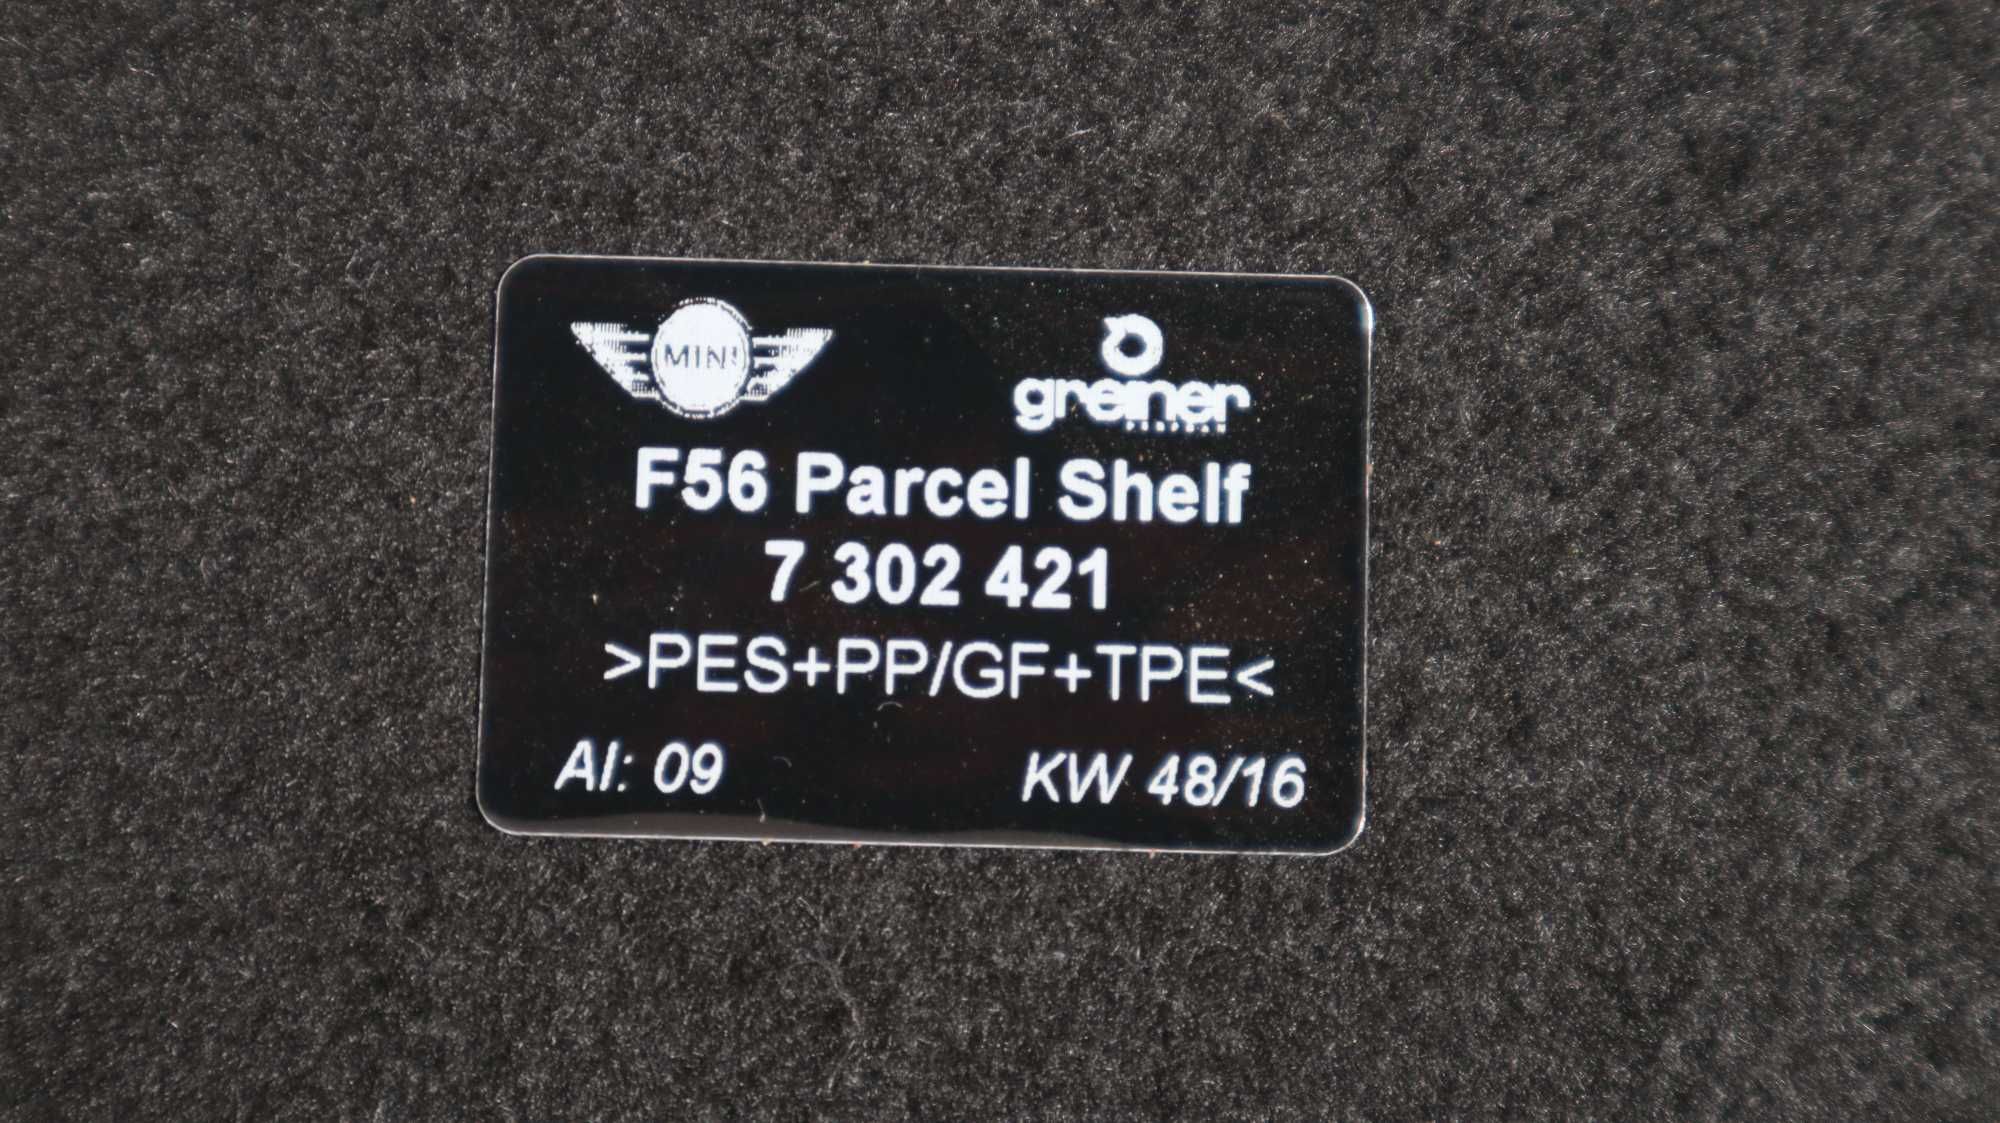 MINI
greiner
F56 Parcel Shelf
7 302 421
>PES+PP/GF+TPE<
AI: 09
KW 48/16